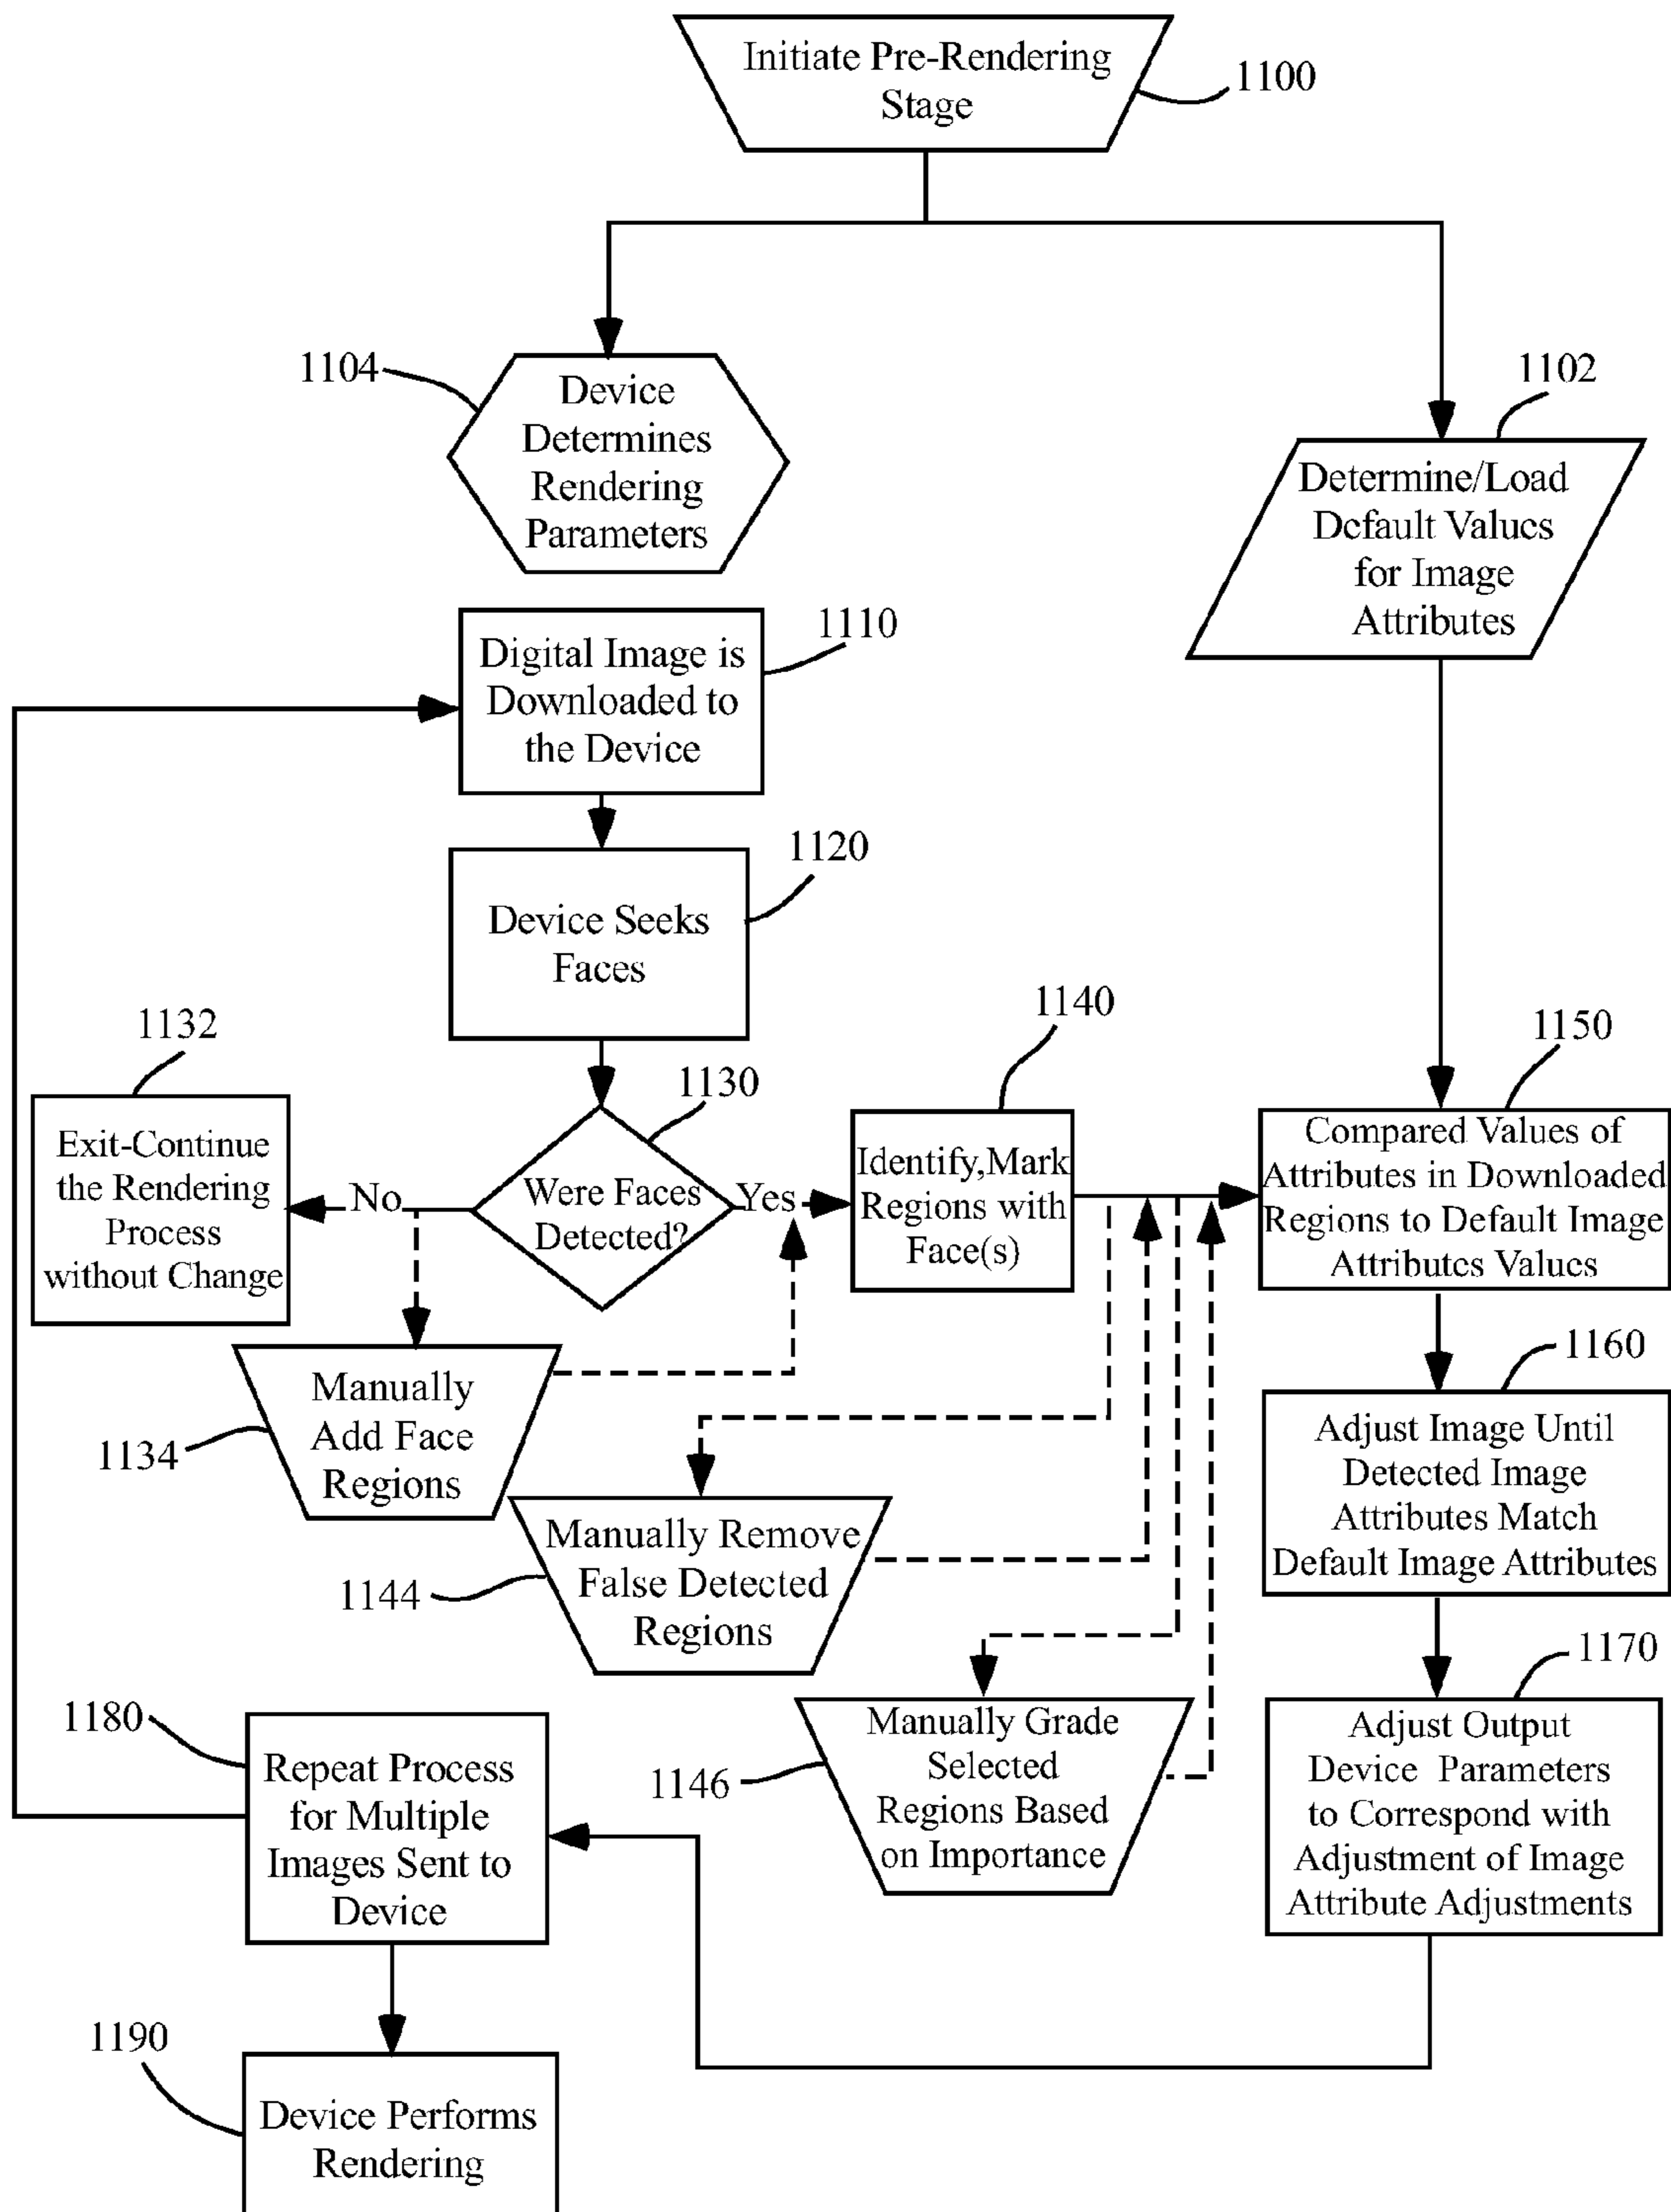 Initiate Pre-Rendering
Stage
1100
1104
Device
Determines
Rendering
Parameters
1102
Determine/Load
Default Values
for Image
Attributes
1110
Digital Image is
Downloaded to
the Device
1120
Device Seeks
Faces
1132
Exit-Continue
the Rendering
Process
without Change
No
1130
Were Faces
Detected?
Yes
1140
Identify,Mark
Regions with
Face(s)
1150
Compared Values of
Attributes in Downloaded
Regions to Default Image
Attributes Values
1134
Manually
Add Face
Regions
1160
Adjust Image Until
Detected Image
Attributes Match
Default Image Attributes
1144
Manually Remove
False Detected
Regions
1146
Manually Grade
Selected
Regions Based
on Importance
1170
Adjust Output
Device Parameters
to Correspond with
Adjustment of Image
Attribute Adjustments
1180
Repeat Process
for Multiple
Images Sent to
Device
1190
Device Performs
Rendering